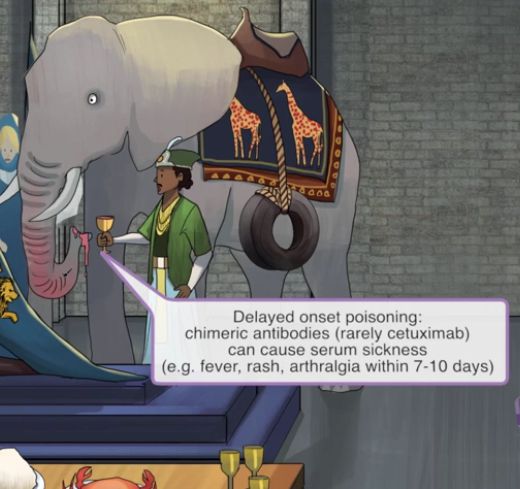 Delayed onset poisoning:
chimeric antibodies (rarely cetuximab)
can cause serum sickness
(e.g. fever, rash, arthralgia within 7-10 days)